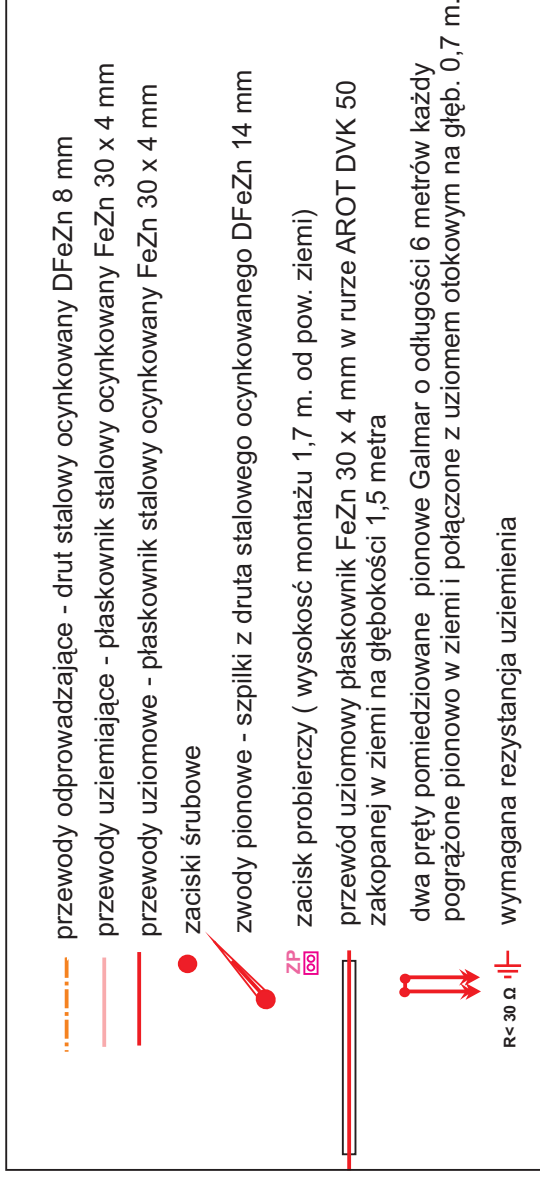 przewody odprowadzające - drut stalowy ocynkowany DFeZn 8 mm
przewody uziemiające - płaskownik stalowy ocynkowany FeZn 30 x 4 mm
przewody uziomowe - płaskownik stalowy ocynkowany FeZn 30 x 4 mm
zaciski śrubowe
zwody pionowe - szpilki z druta stalowego ocynkowanego DFeZn 14 mm
ZP zacisk probierczy ( wysokosć montażu 1,7 m. od pow. ziemi)
przewód uziomowy płaskownik FeZn 30 x 4 mm w rurze AROT DVK 50
zakopanej w ziemi na głębokości 1,5 metra
dwa pręty pomiedziowane pionowe Galmar o odługości 6 metrów każdy
pogrążone pionowo w ziemi i połączone z uziomem otokowym na głęb. 0,7 m.
R< 30 Ω wymagana rezystancja uziemienia